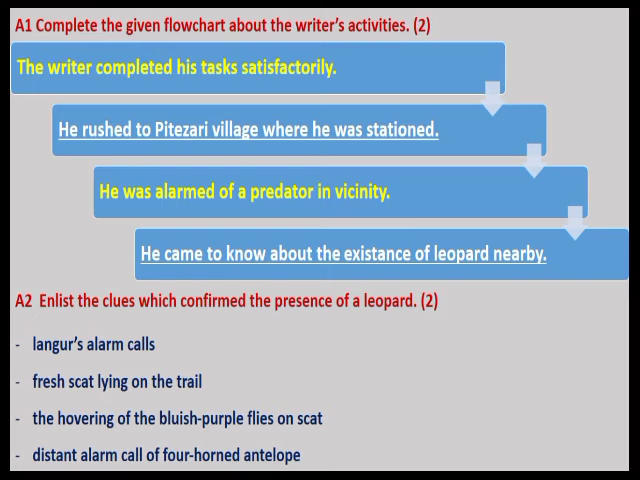 A1 Complete the given flowchart about the writer's activities. (2)
The writer completed his tasks satisfactorily.
He rushed to Pitezari village where he was stationed.
He was alarmed of a predator in vicinity.
He came to know about the existance of leopard nearby.
A2 Enlist the clues which confirmed the presence of a leopard. (2)
- langur's alarm calls
- fresh scat lying on the trail
- the hovering of the bluish-purple flies on scat
- distant alarm call of four-horned antelope